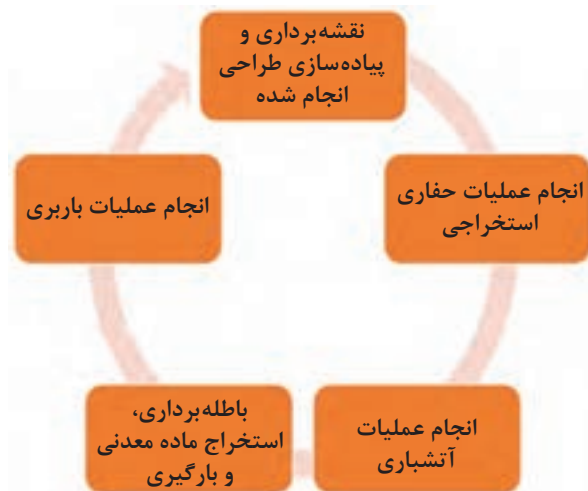 نقشه‌برداری و
پیاده‌سازی طراحی
انجام شده
انجام عملیات حفاری
استخراجی
انجام عملیات
آتشباری
باطله‌برداری،
استخراج ماده معدنی
و بارگیری
انجام عملیات باربری